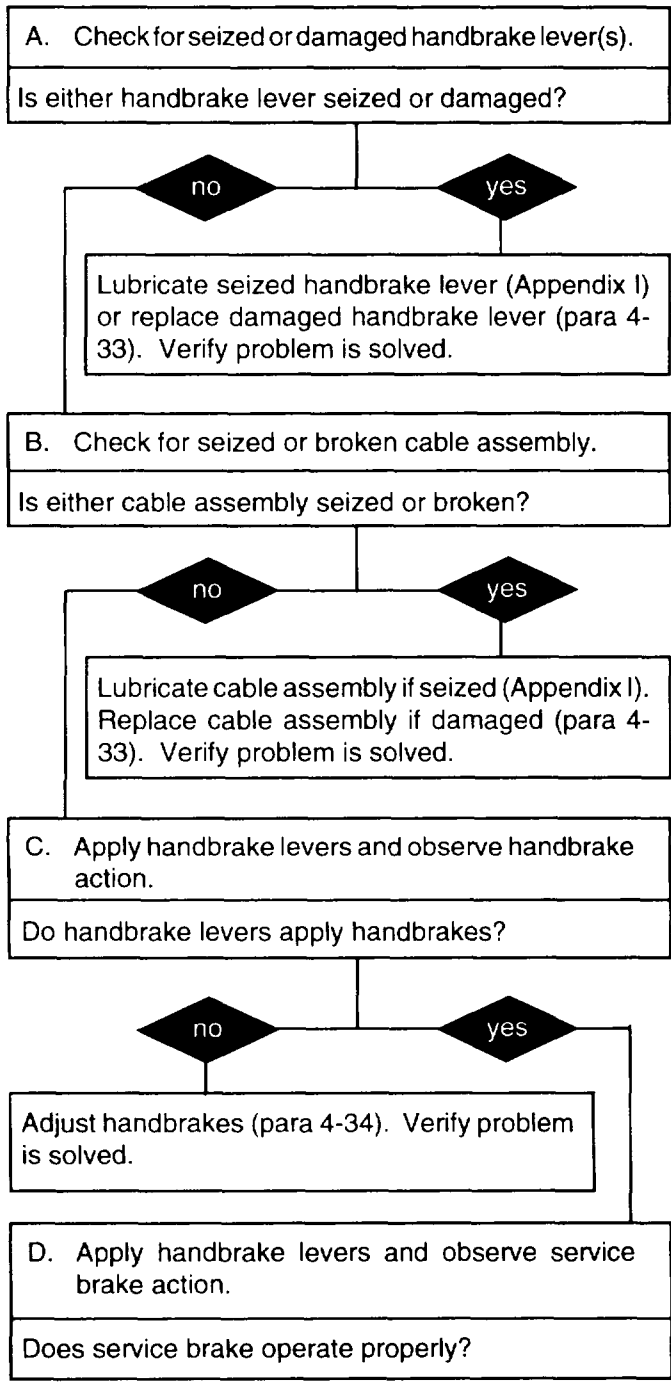 A. Check for seized or damaged handbrake lever(s).
Is either handbrake lever seized or damaged?
no
yes
Lubricate seized handbrake lever (Appendix I)
or replace damaged handbrake lever (para 4-
33). Verify problem is solved.
B. Check for seized or broken cable assembly.
Is either cable assembly seized or broken?
no
yes
Lubricate cable assembly if seized (Appendix I).
Replace cable assembly if damaged (para 4-
33). Verify problem is solved.
C. Apply handbrake levers and observe handbrake
action.
Do handbrake levers apply handbrakes?
no
yes
Adjust handbrakes (para 4-34). Verify problem
is solved.
D. Apply handbrake levers and observe service
brake action.
Does service brake operate properly?